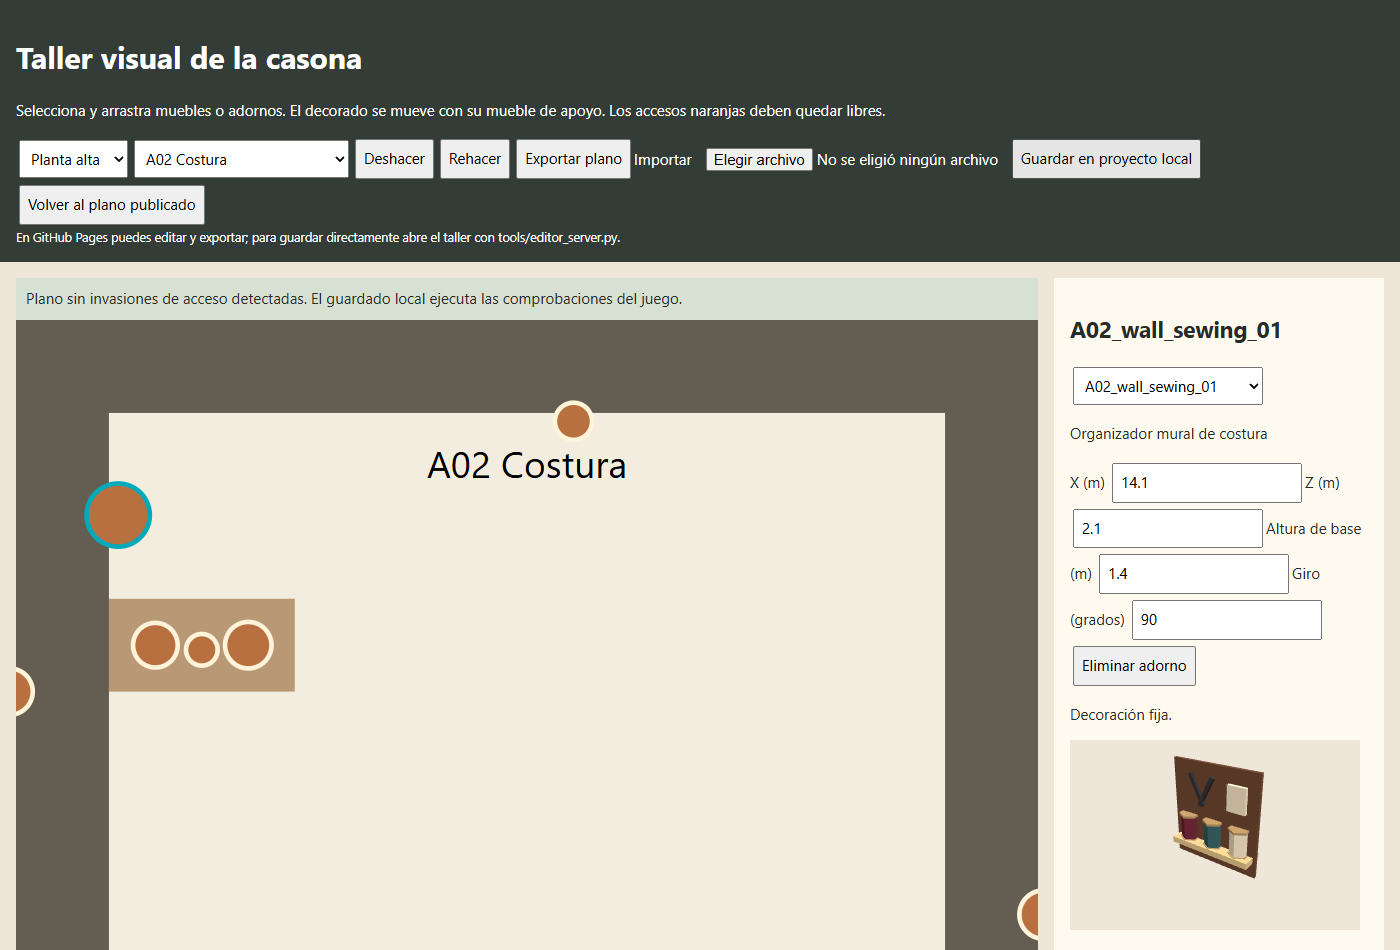 Taller visual de la casona
Selecciona y arrastra muebles o adornos. El decorado se mueve con su mueble de apoyo. Los accesos naranjas deben quedar libres.
Planta alta A02 Costura Deshacer Rehacer Exportar plano Importar Elegir archivo No se eligió ningún archivo Guardar en proyecto local
Volver al plano publicado
En GitHub Pages puedes editar y exportar; para guardar directamente abre el taller con tools/editor_server.py.
Plano sin invasiones de acceso detectadas. El guardado local ejecuta las comprobaciones del juego.
A02 Costura
A02_wall_sewing_01
A02_wall_sewing_01
Organizador mural de costura
X (m) 14.1 Z (m)
2.1 Altura de base
(m) 1.4 Giro
(grados) 90
Eliminar adorno
Decoración fija.